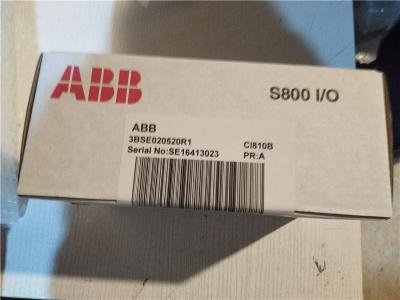 ABB
S800 I/O
ABB
3BSE020520R1 CI810B
Serial No:SE16413023 PR:A